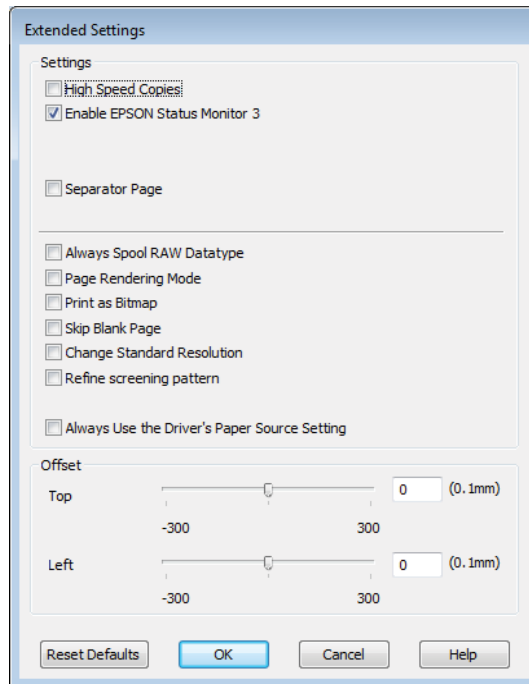 Extended Settings
Settings
High Speed Copies
Enable EPSON Status Monitor 3
Separator Page
Always Spool RAW Datatype
Page Rendering Mode
Print as Bitmap
Skip Blank Page
Change Standard Resolution
Refine screening pattern
Always Use the Driver's Paper Source Setting
Offset
Top 0 (0.1mm)
-300 300
Left 0 (0.1mm)
-300 300
Reset Defaults OK Cancel Help